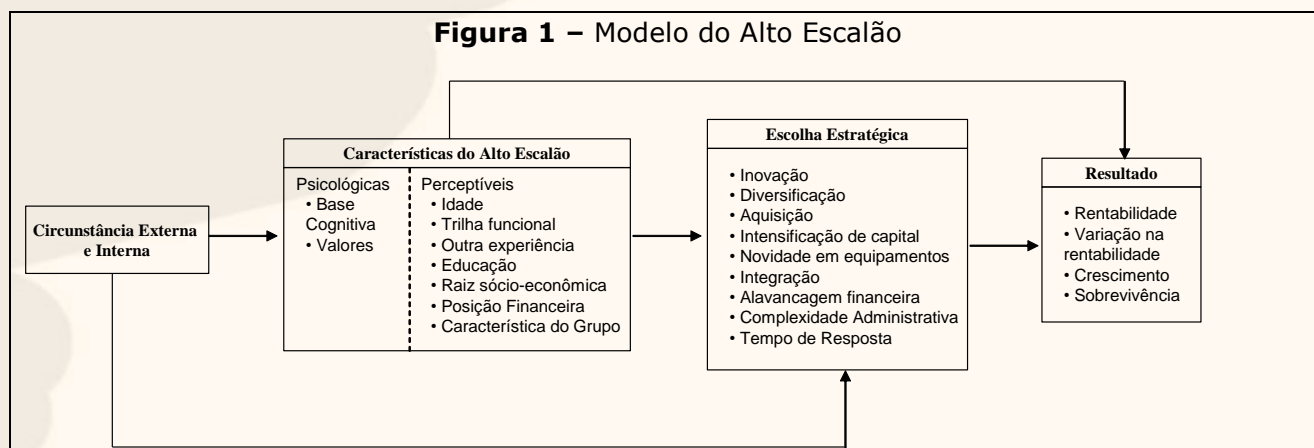 Figura 1 – Modelo do Alto Escalão
Circunstância Externa
e Interna
Características do Alto Escalão
Psicológicas
• Base
Cognitiva
• Valores
Perceptíveis
• Idade
• Trilha funcional
• Outra experiência
• Educação
• Raiz sócio-econômica
• Posição Financeira
• Característica do Grupo
Escolha Estratégica
• Inovação
• Diversificação
• Aquisição
• Intensificação de capital
• Novidade em equipamentos
• Integração
• Alavancagem financeira
• Complexidade Administrativa
• Tempo de Resposta
Resultado
• Rentabilidade
• Variação na
rentabilidade
• Crescimento
• Sobrevivência